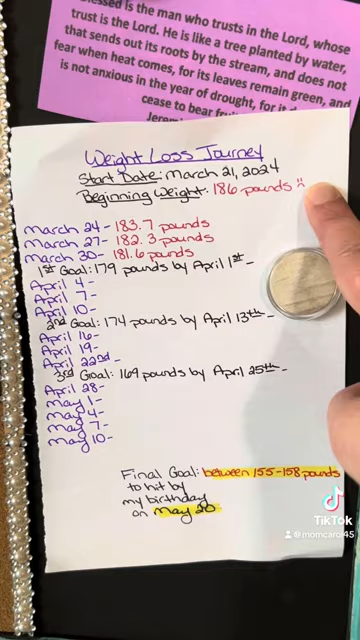 Blessed is the man who trusts in the Lord, whose
trust is the Lord. He is like a tree planted by water,
that sends out its roots by the stream, and does not
fear when heat comes, for its leaves remain green, and
is not anxious in the year of drought, for it
cease to bear
Weight Loss Journey
Start Date: March 21, 2024
Beginning Weight: 186 pounds
March 24- 183.7 pounds
March 27- 182.3 pounds
March 30- 181.6 pounds
1st Goal: 179 pounds by April 1st-
April 4-
April 7-
April 10-
2nd Goal: 174 pounds by April 13th-
April 16-
April 19-
April 22nd-
3rd Goal: 169 pounds by April 25th-
April 28-
May 1-
May 4-
May 7-
May 10-
Final Goal: between 155-158 pounds
to hit by
my birthday
on May 20
TikTok
@momcarol45